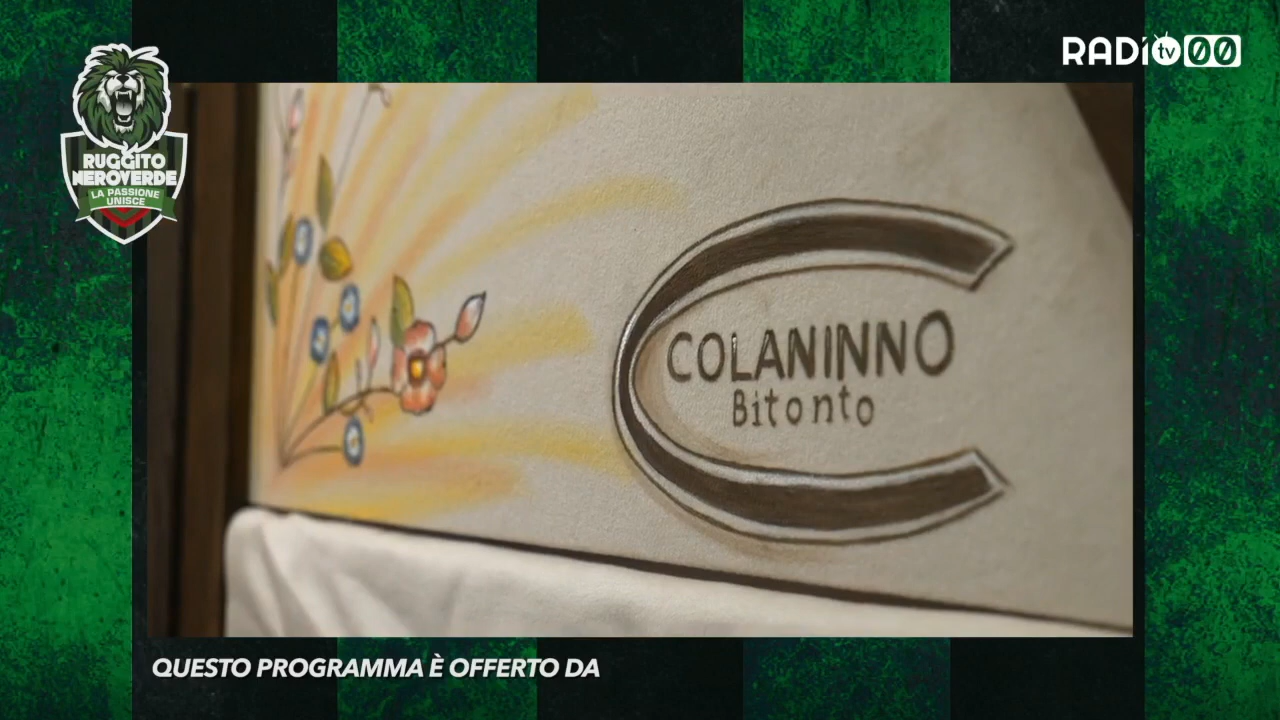 RADIO tv 00
RUGGITO
NEROVERDE
LA PASSIONE
UNISCE
COLANINNO
Bitonto
QUESTO PROGRAMMA È OFFERTO DA